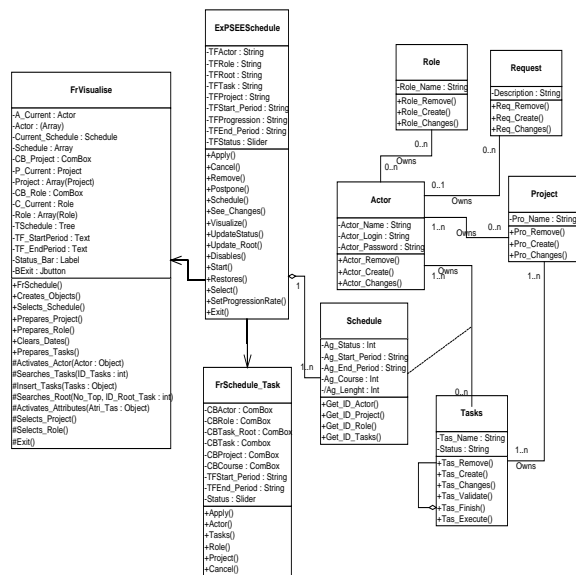 ExPSEESchedule
-TFActor : String
-TFRole : String
-TFRoot : String
-TFTask : String
-TFProject : String
-TFStart_Period : String
-TFProgression : String
-TFEnd_Period : String
-TFStatus : Slider
+Apply()
+Cancel()
+Remove()
+Postpone()
+Schedule()
+See_Changes()
+Visualize()
+UpdateStatus()
+Update_Root()
+Disables()
+Start()
+Restores()
+Select()
+SetProgressionRate()
+Exit()
FrVisualise
-A_Current : Actor
-Actor : (Array)
-Current_Schedule : Schedule
-Schedule : Array
-CB_Project : ComBox
-P_Current : Project
-Project : Array(Project)
-CB_Role : ComBox
-C_Current : Role
-Role : Array(Role)
-TSchedule : Tree
-TF_StartPeriod : Text
-TF_EndPeriod : Text
-Status_Bar : Label
-BExit : Jbutton
+FrSchedule()
+Creates_Objects()
+Selects_Schedule()
+Prepares_Project()
+Prepares_Role()
+Clears_Dates()
+Prepares_Tasks()
#Activates_Actor(Actor : Object)
#Searches_Tasks(ID_Tasks : int)
#Insert_Tasks(Tasks : Object)
#Searches_Root(No_Top, ID_Root_Task : int)
#Activates_Attributes(Atri_Tas : Object)
#Selects_Project()
#Selects_Role()
#Exit()
FrSchedule_Task
-CBActor : ComBox
-CBRole : ComBox
-CBTask_Root : ComBox
-CBTask : Combox
-CBProject : ComBox
-CBCourse : ComBox
-TFStart_Period : String
-TFEnd_Period : String
-Status : Slider
+Apply()
+Actor()
+Tasks()
+Role()
+Project()
+Cancel()
Role
-Role_Name : String
+Role_Remove()
+Role_Create()
+Role_Changes()
Request
-Description : String
+Req_Remove()
+Req_Create()
+Req_Changes()
0..n
Owns
0..n
0..n
0..1
Owns
Actor
-Actor_Name : String
-Actor_Login : String
-Actor_Password : String
+Actor_Remove()
+Actor_Create()
+Actor_Changes()
1..n
0..n
Owns
Project
-Pro_Name : String
+Pro_Remove()
+Pro_Create()
+Pro_Changes()
1..n
Owns
1..n
1
1..n
Schedule
-Ag_Status : Int
-Ag_Start_Period : String
-Ag_End_Period : String
-Ag_Course : Int
-/Ag_Lenght : Int
+Get_ID_Actor()
+Get_ID_Project()
+Get_ID_Role()
+Get_ID_Tasks()
0..n
Tasks
-Tas_Name : String
-Status : String
+Tas_Remove()
+Tas_Create()
+Tas_Changes()
+Tas_Validate()
+Tas_Finish()
+Tas_Execute()
1..n
Owns